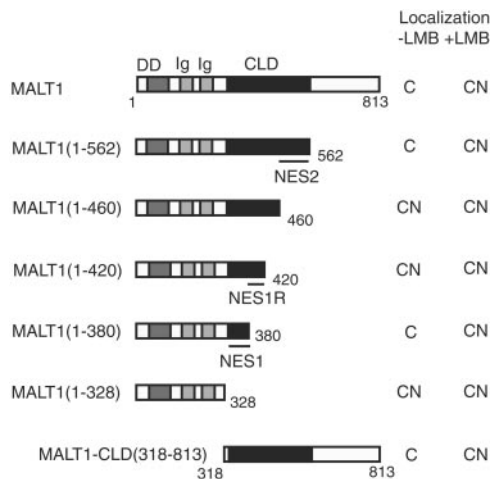 Localization
-LMB +LMB
DD Ig Ig CLD
MALT1 C CN
1 813
MALT1(1-562) C CN
562
NES2
MALT1(1-460) CN CN
460
MALT1(1-420) CN CN
420
NES1R
MALT1(1-380) C CN
380
NES1
MALT1(1-328) CN CN
328
MALT1-CLD(318-813) C CN
318 813